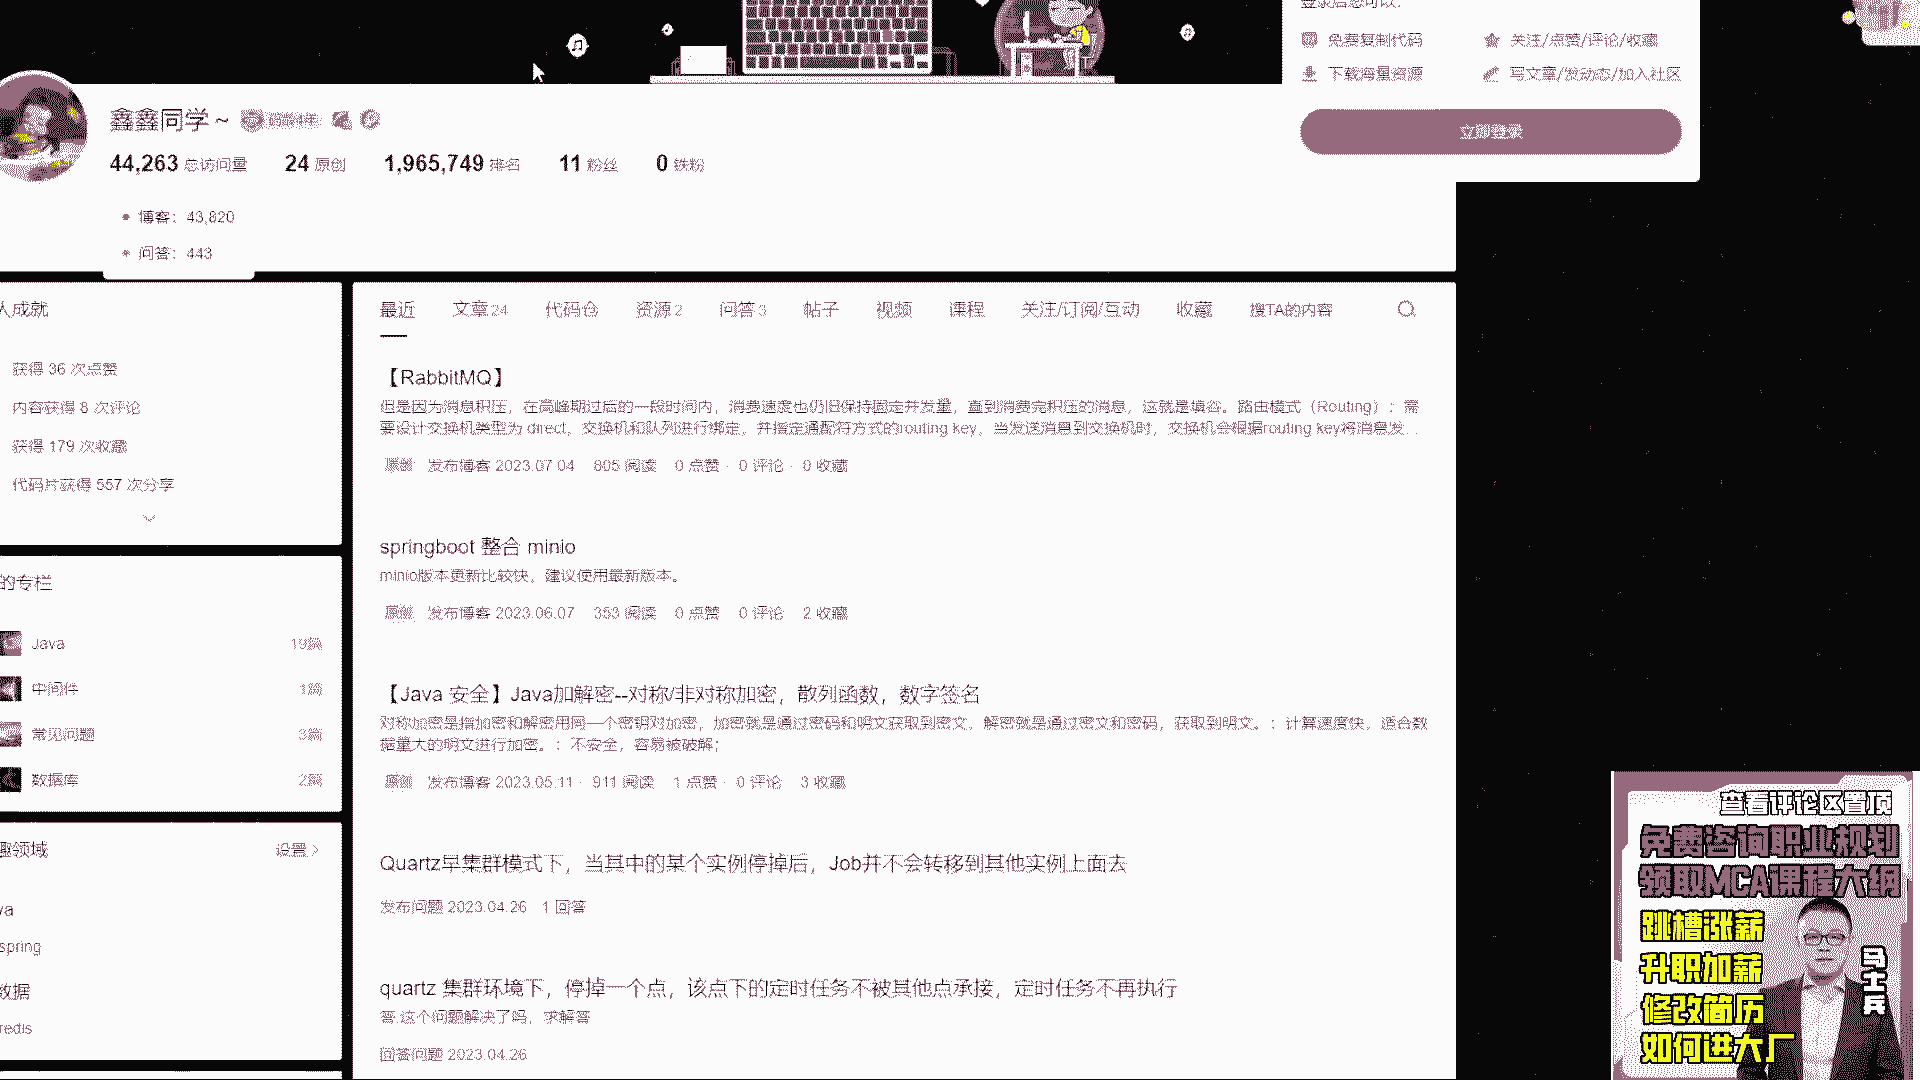 登录后您可以:
免费复制代码
关注/点赞/评论/收藏
下载海量资源
写文章/发动态/加入社区
立即登录
鑫鑫同学~
44,263 总访问量 24 原创 1,965,749 排名 11 粉丝 0 铁粉
博客: 43,820
问答: 443
人成就
获得 36 次点赞
内容获得 8 次评论
获得 179 次收藏
代码片获得 557 次分享
的专栏
Java 19篇
中间件 1篇
常见问题 3篇
数据库 2篇
趣领域 设置
va
spring
数据
redis
最近 文章 24 代码仓 资源 2 问答 3 帖子 视频 课程 关注/订阅/互动 收藏 搜TA的内容
【RabbitMQ】
但是因为消息积压，在高峰期过后的一段时间内，消费速度也仍旧保持固定并发量，直到消费完积压的消息，这就是填谷。路由模式（Routing）: 需
要设计交换机类型为 direct，交换机和队列进行绑定，并指定通配符方式的routing key，当发送消息到交换机时，交换机会根据routing key将消息发...
原创 发布博客 2023.07.04 805 阅读 0 点赞 · 0 评论 · 0 收藏
springboot 整合 minio
minio版本更新比较快，建议使用最新版本。
原创 发布博客 2023.06.07 353 阅读 0 点赞 0 评论 2 收藏
【Java 安全】Java加解密--对称/非对称加密，散列函数，数字签名
对称加密是指加密和解密用同一个密钥对加密，加密就是通过密码和明文获取到密文，解密就是通过密文和密码，获取到明文。: 计算速度快，适合数
据量大的明文进行加密。: 不安全，容易被破解;
原创 发布博客 2023.05.11 · 911 阅读 1 点赞 · 0 评论 3 收藏
Quartz早集群模式下，当其中的某个实例停掉后，Job并不会转移到其他实例上面去
发布问题 2023.04.26 1 回答
quartz 集群环境下，停掉一个点，该点下的定时任务不被其他点承接，定时任务不再执行
答 这个问题解决了吗，求解答
回答问题 2023.04.26
查看评论区置顶
免费咨询职业规划
领取MCA课程大纲
跳槽涨薪
升职加薪
修改简历
如何进大厂
马士兵